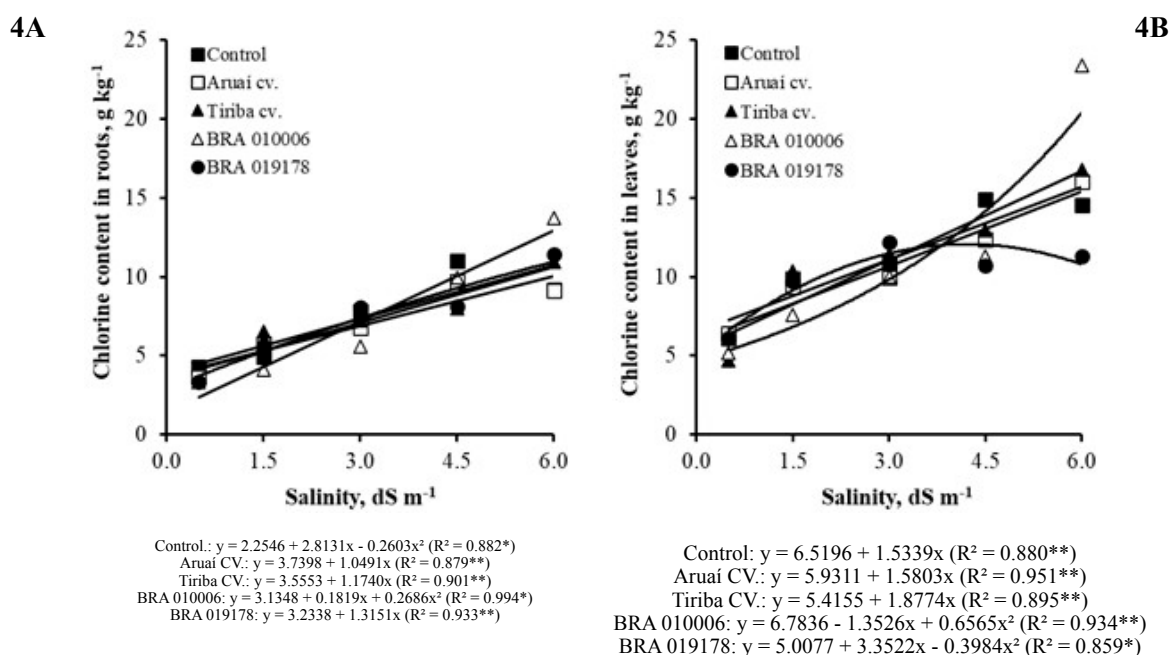 4A
4B
Chlorine content in roots, g kg⁻¹
25
20
15
10
5
0
■ Control
□ Aruaí cv.
▲ Tiriba cv.
△ BRA 010006
● BRA 019178
0.0 1.5 3.0 4.5 6.0
Salinity, dS m⁻¹
Control.: y = 2.2546 + 2.8131x - 0.2603x² (R² = 0.882*)
Aruaí CV.: y = 3.7398 + 1.0491x (R² = 0.879**)
Tiriba CV.: y = 3.5553 + 1.1740x (R² = 0.901**)
BRA 010006: y = 3.1348 + 0.1819x + 0.2686x² (R² = 0.994*)
BRA 019178: y = 3.2338 + 1.3151x (R² = 0.933**)
Chlorine content in leaves, g kg⁻¹
25
20
15
10
5
0
■ Control
□ Aruaí cv.
▲ Tiriba cv.
△ BRA 010006
● BRA 019178
0.0 1.5 3.0 4.5 6.0
Salinity, dS m⁻¹
Control: y = 6.5196 + 1.5339x (R² = 0.880**)
Aruaí CV.: y = 5.9311 + 1.5803x (R² = 0.951**)
Tiriba CV.: y = 5.4155 + 1.8774x (R² = 0.895**)
BRA 010006: y = 6.7836 - 1.3526x + 0.6565x² (R² = 0.934**)
BRA 019178: y = 5.0077 + 3.3522x - 0.3984x² (R² = 0.859*)